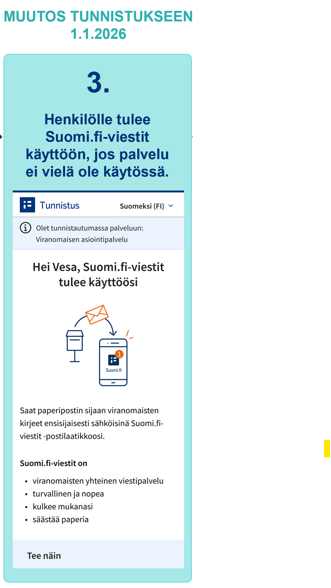 MUUTOS TUNNISTUKSEEN
1.1.2026
3.
Henkilölle tulee
Suomi.fi-viestit
käyttöön, jos palvelu
ei vielä ole käytössä.
Tunnistus
Suomeksi (FI)
Olet tunnistautumassa palveluun:
Viranomaisen asiointipalvelu
Hei Vesa, Suomi.fi-viestit
tulee käyttöösi
1
Suomi.fi
Saat paperipostin sijaan viranomaisten
kirjeet ensisijaisesti sähköisinä Suomi.fi-
viestit -postilaatikkoosi.
Suomi.fi-viestit on
• viranomaisten yhteinen viestipalvelu
• turvallinen ja nopea
• kulkee mukanasi
• säästää paperia
Tee näin